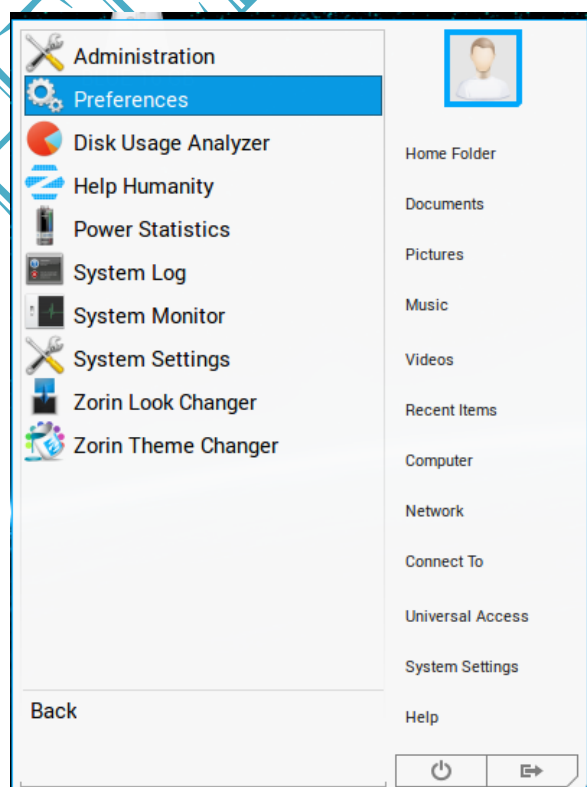 Administration
Preferences
Disk Usage Analyzer
Help Humanity
Power Statistics
System Log
System Monitor
System Settings
Zorin Look Changer
Zorin Theme Changer
Back
Home Folder
Documents
Pictures
Music
Videos
Recent Items
Computer
Network
Connect To
Universal Access
System Settings
Help